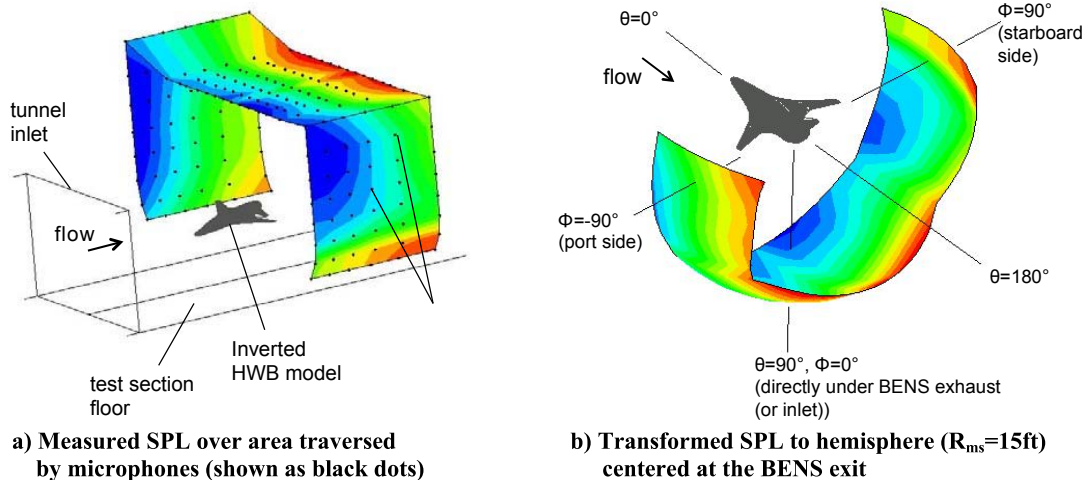 tunnel
inlet
flow
test section
floor
Inverted
HWB model
a) Measured SPL over area traversed
by microphones (shown as black dots)
θ=0°
flow
Φ=90°
(starboard
side)
Φ=-90°
(port side)
θ=180°
θ=90°, Φ=0°
(directly under BENS exhaust
(or inlet))
b) Transformed SPL to hemisphere (Rms=15ft)
centered at the BENS exit